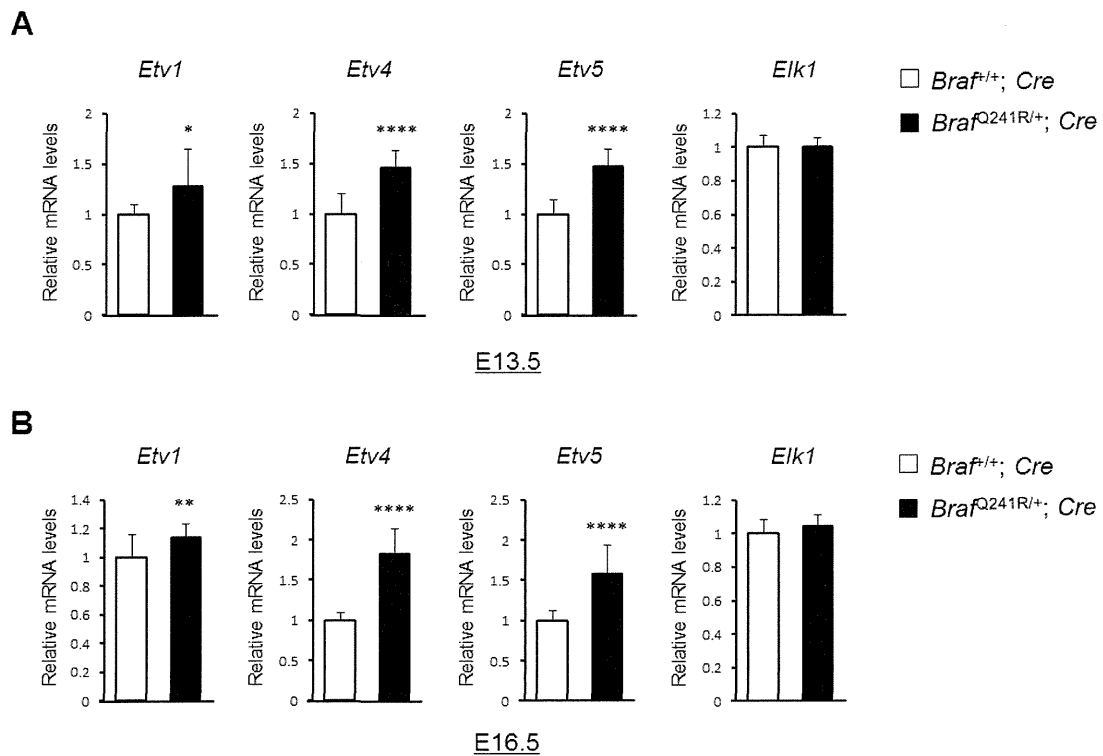 A
Etv1
Etv4
Etv5
Elk1
Braf+/+; Cre
BrafQ241R/+; Cre
Relative mRNA levels
2
1.5
1
0.5
0
*
Relative mRNA levels
2
1.5
1
0.5
0
****
Relative mRNA levels
2
1.5
1
0.5
0
****
Relative mRNA levels
1.2
1
0.8
0.6
0.4
0.2
0
E13.5
B
Etv1
Etv4
Etv5
Elk1
Braf+/+; Cre
BrafQ241R/+; Cre
Relative mRNA levels
1.4
1.2
1
0.8
0.6
0.4
0.2
0
**
Relative mRNA levels
2.5
2
1.5
1
0.5
0
****
Relative mRNA levels
2.5
2
1.5
1
0.5
0
****
Relative mRNA levels
1.2
1
0.8
0.6
0.4
0.2
0
E16.5